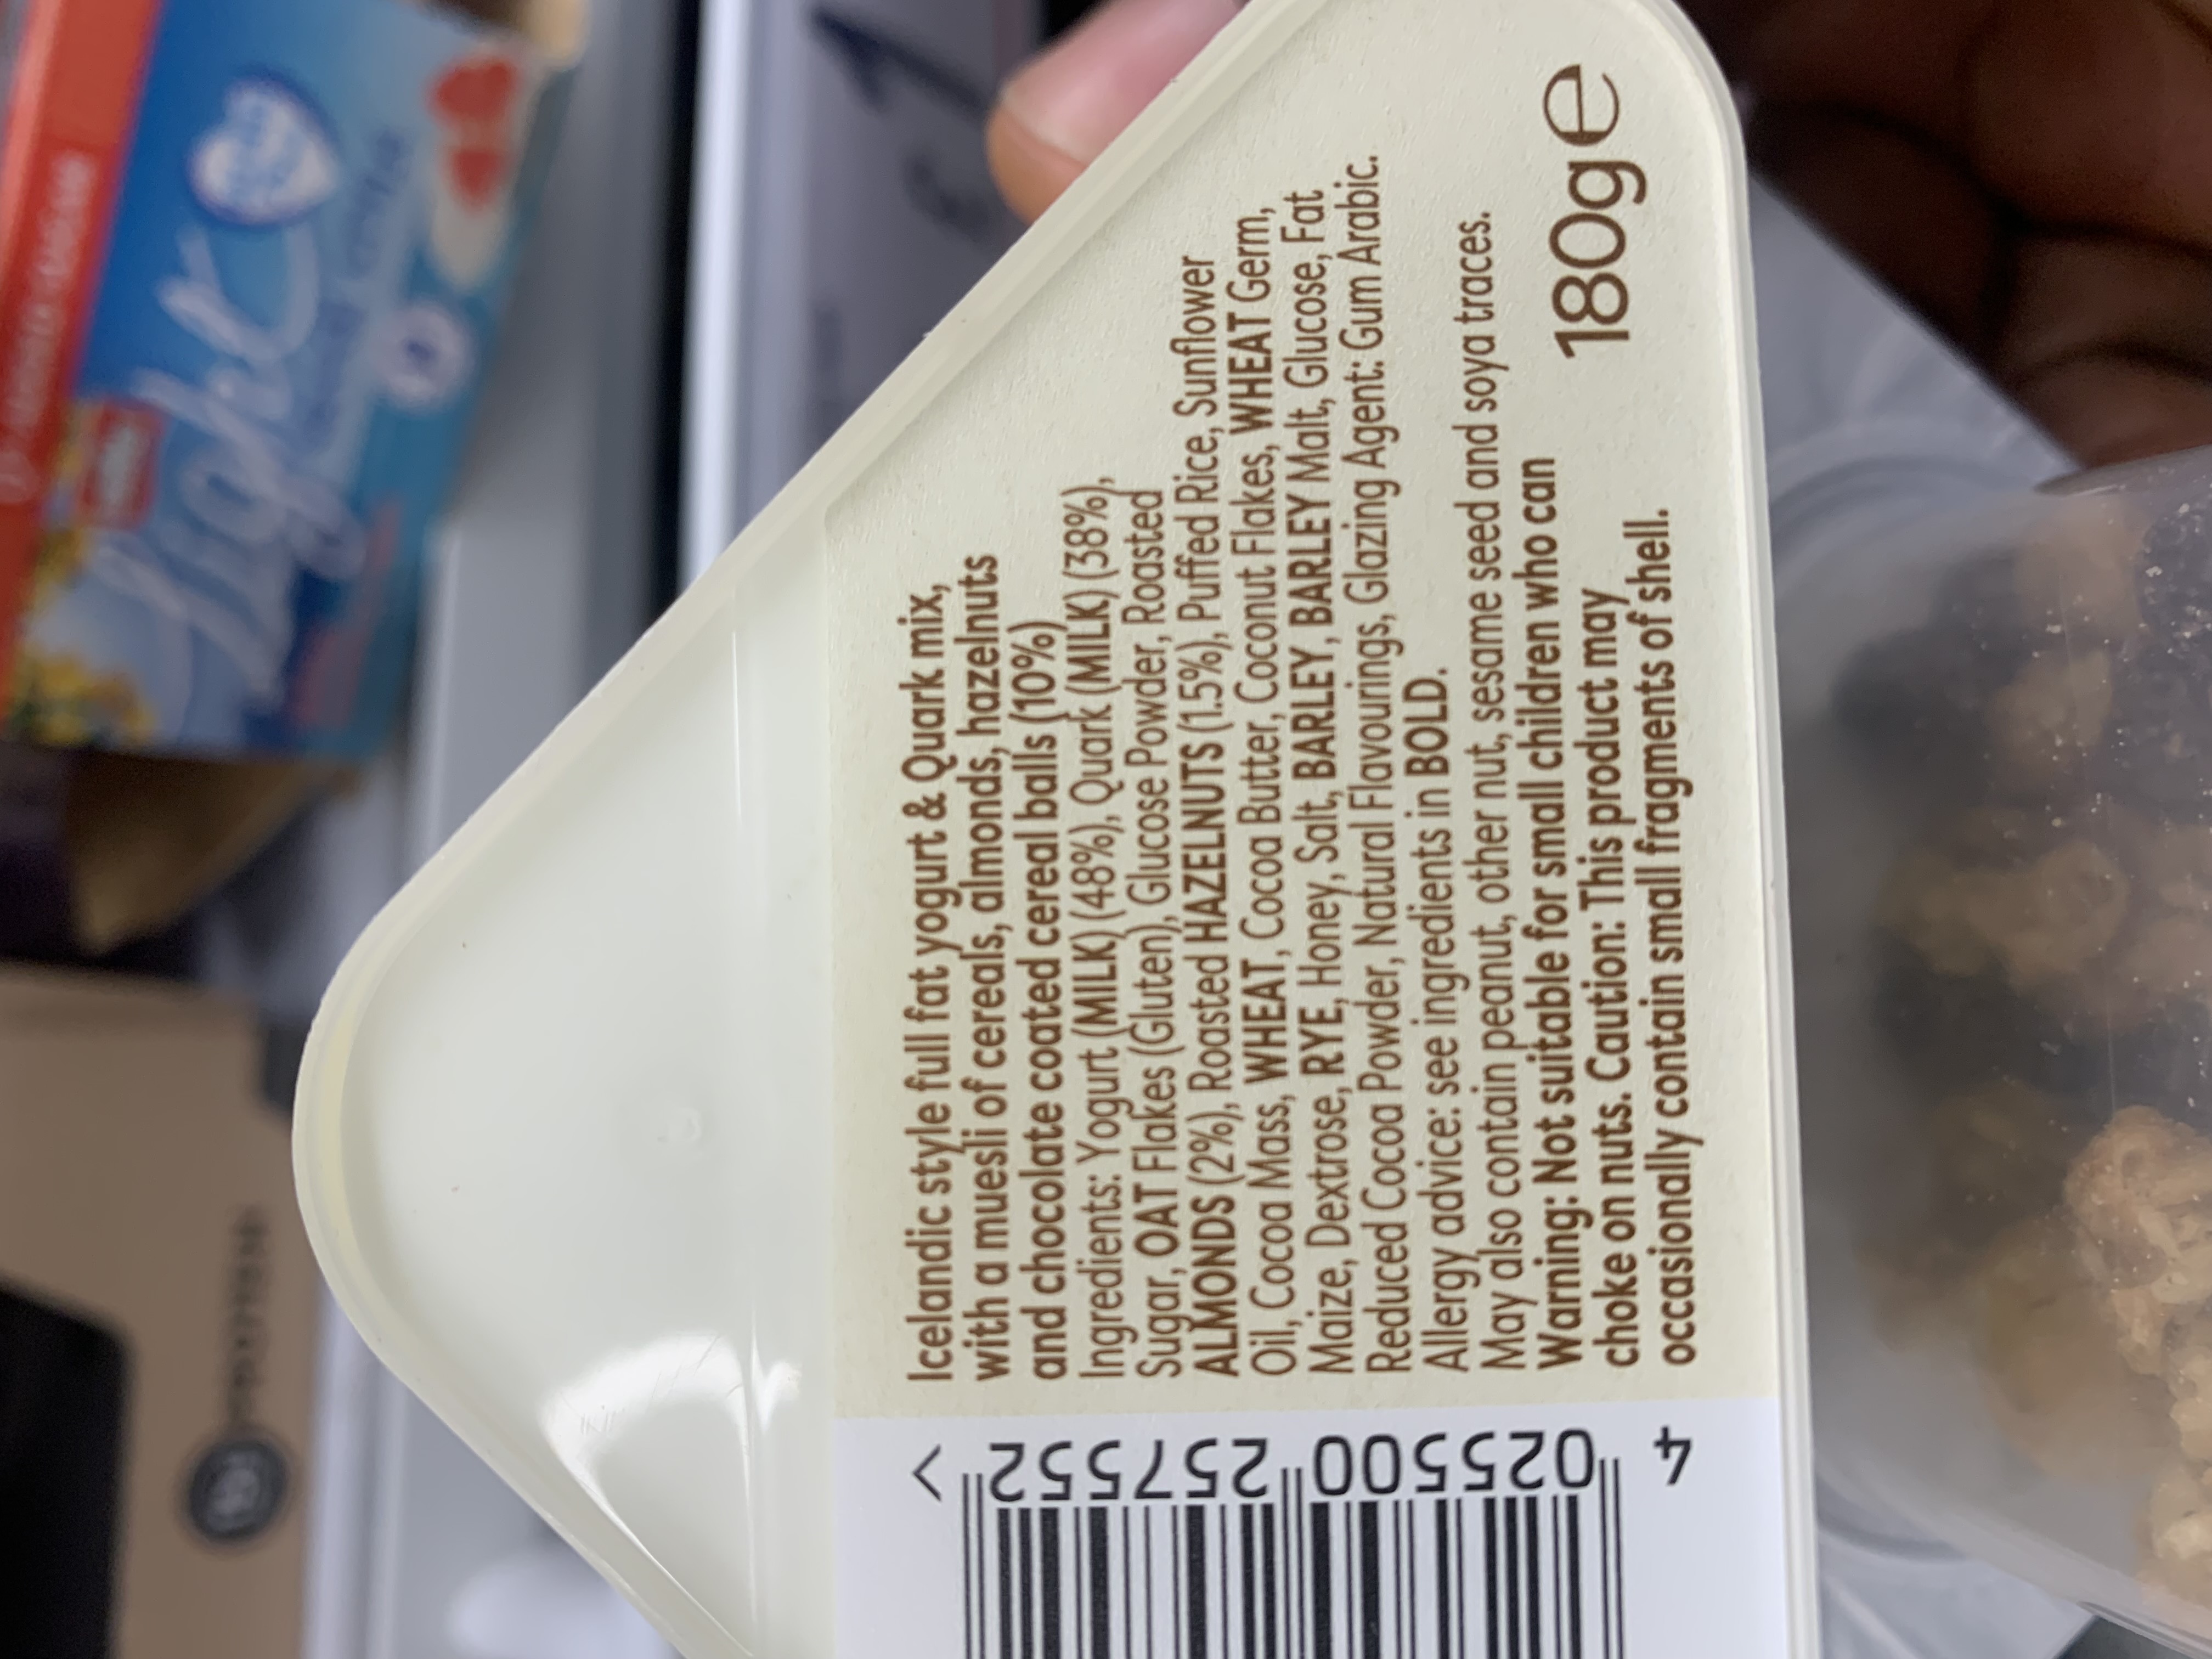 PROTEIN
Light
Icelandic style full fat yogurt & Quark mix,
with a muesli of cereals, almonds, hazelnuts
and chocolate coated cereal balls (10%)
Ingredients: Yogurt (MILK) (48%), Quark (MILK) (38%),
Sugar, OAT Flakes (Gluten), Glucose Powder, Roasted
ALMONDS (2%), Roasted HAZELNUTS (1.5%), Puffed Rice, Sunflower
Oil, Cocoa Mass, WHEAT, Cocoa Butter, Coconut Flakes, WHEAT Germ,
Maize, Dextrose, RYE, Honey, Salt, BARLEY, BARLEY Malt, Glucose, Fat
Reduced Cocoa Powder, Natural Flavourings, Glazing Agent: Gum Arabic.
Allergy advice: see ingredients in BOLD.
May also contain peanut, other nut, sesame seed and soya traces.
Warning: Not suitable for small children who can
choke on nuts. Caution: This product may
occasionally contain small fragments of shell.
180g e
4 025500 257552 >
£1